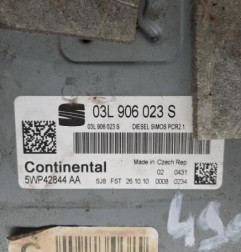 03L 906 023 S
03L 906 023 S DIESEL SIMOS PCR2 1
Continental
Made in Czech Rep
02 0431
5WP42844 AA
SJ8 FST 26 10 10 0008 0234